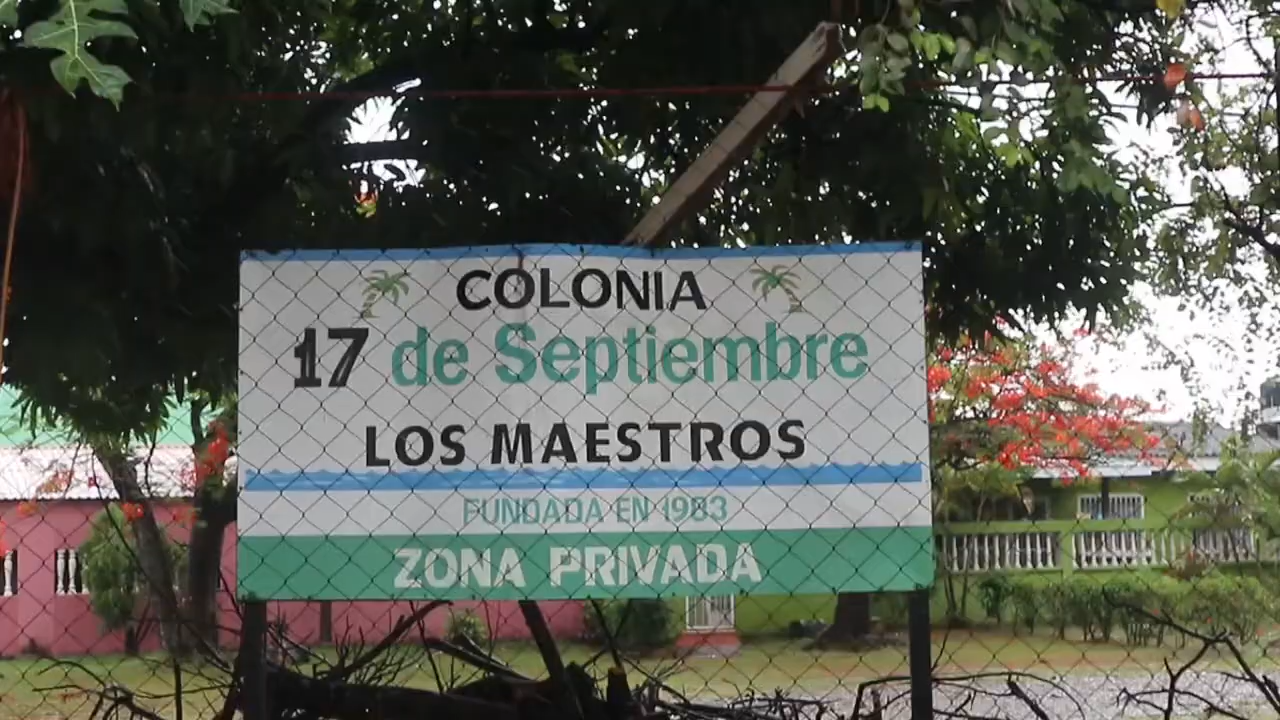 COLONIA
17 de Septiembre
LOS MAESTROS
FUNDADA EN 1983
ZONA PRIVADA